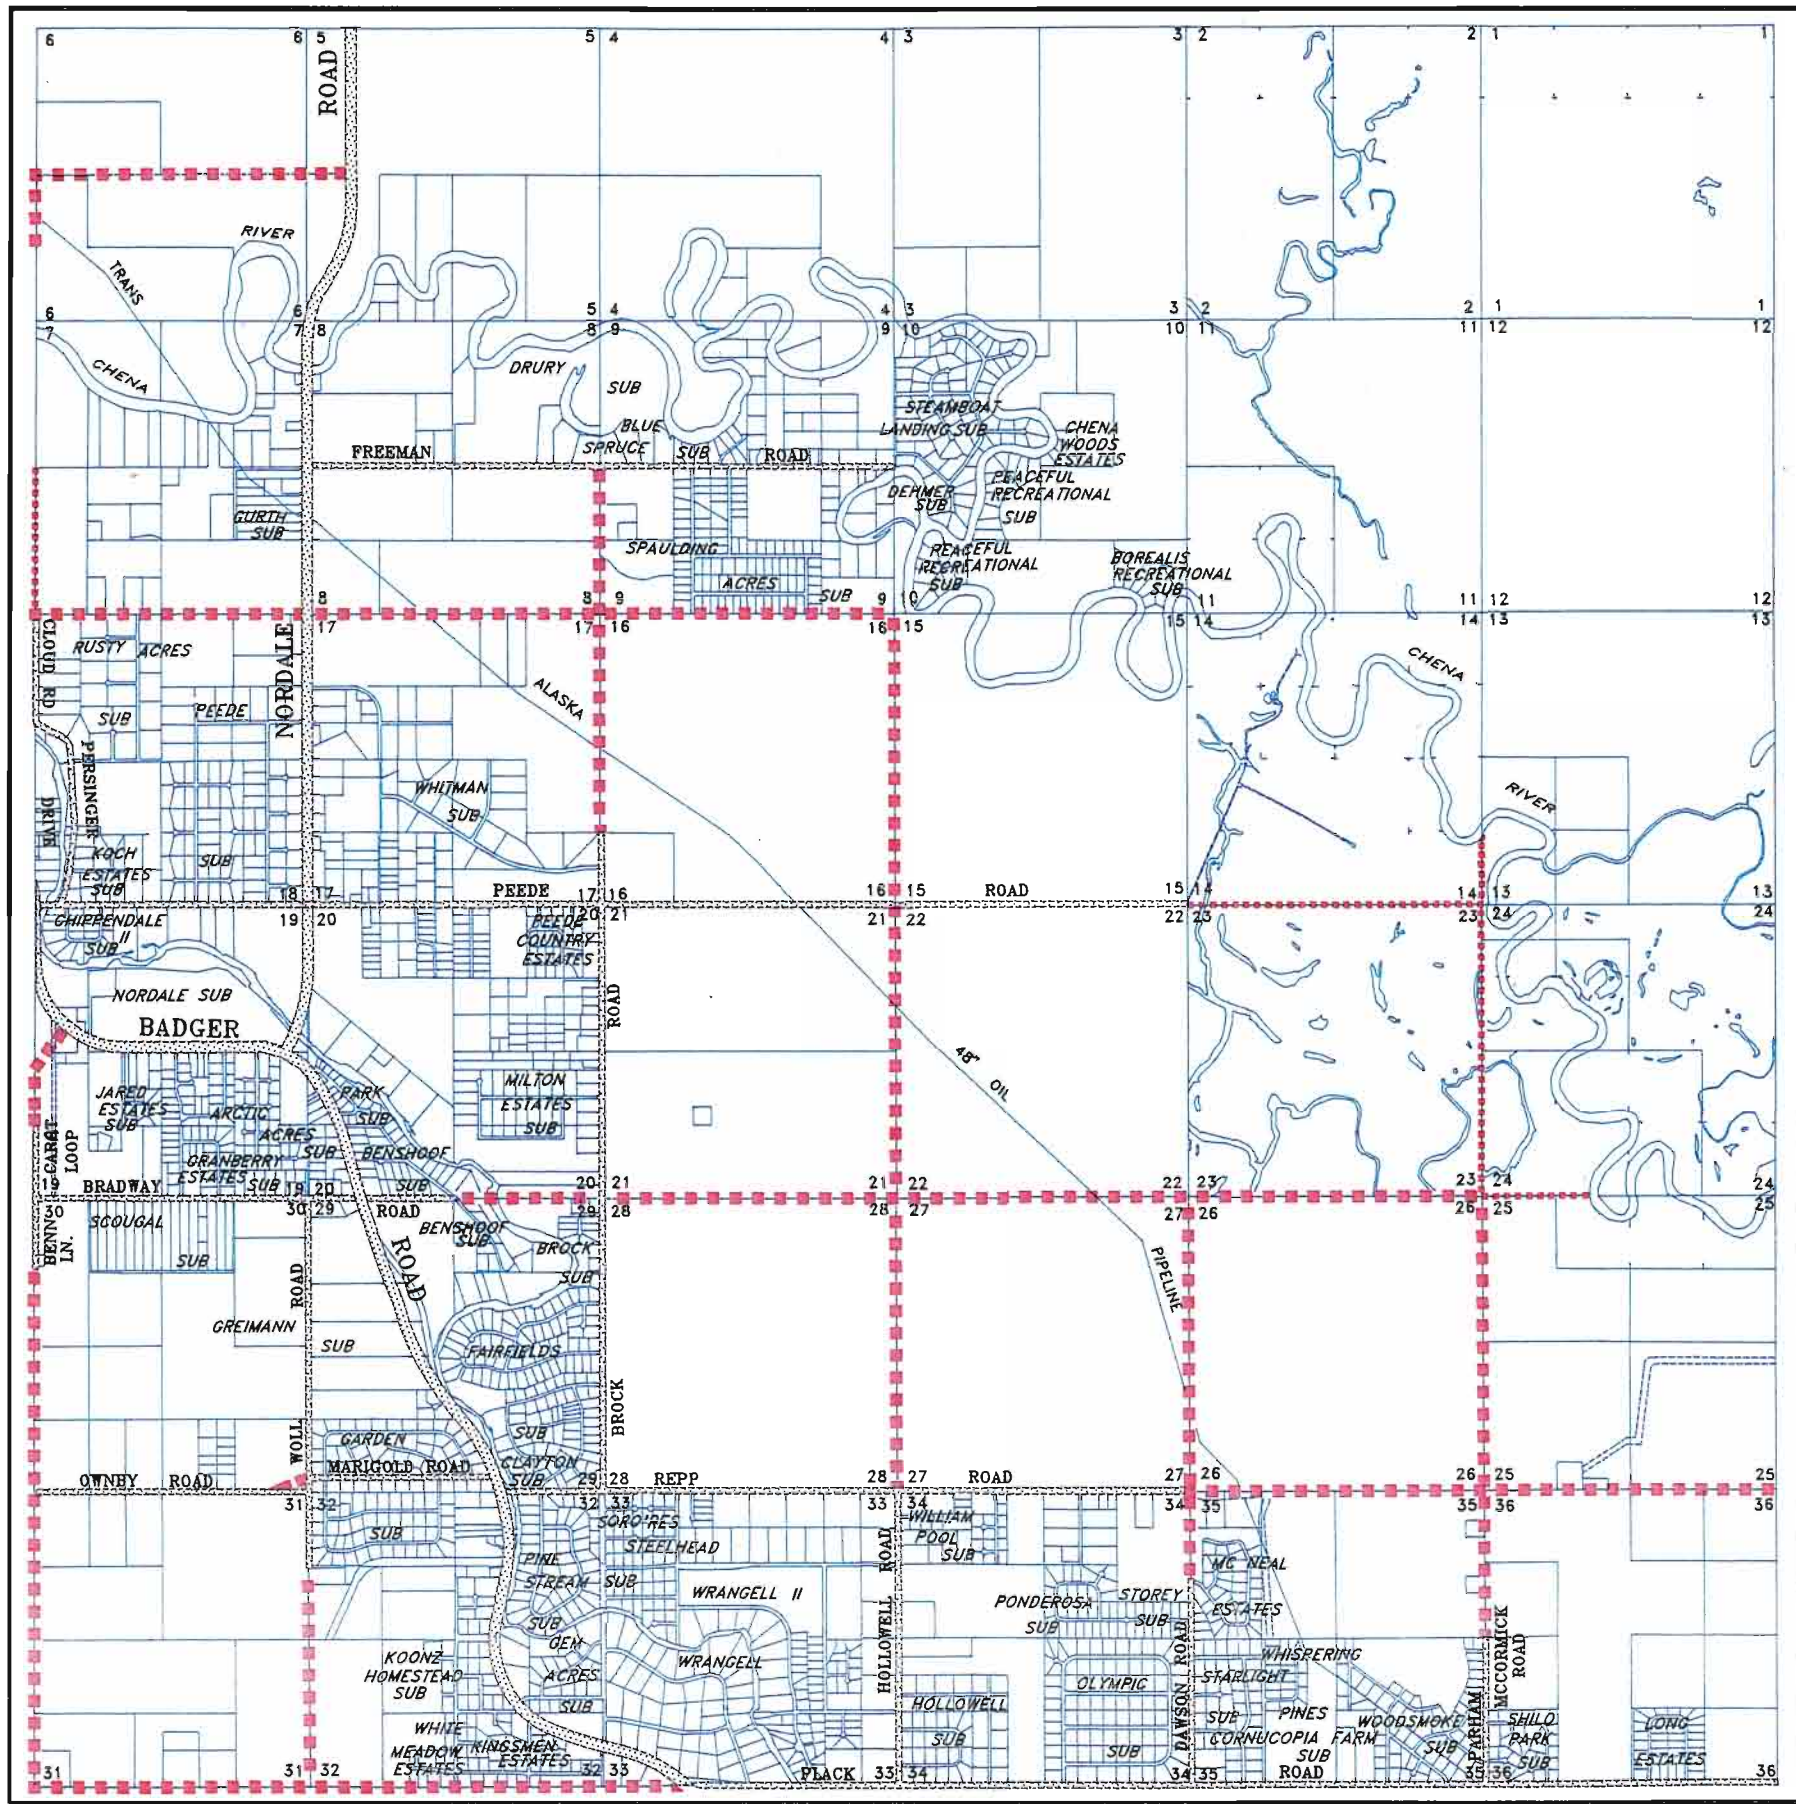 6 6 5 5 4 4 3 3 2 2 1 1
ROAD
RIVER
TRANS
6 6 5 4 4 3 3 2 2 1 1
7 7 8 8 9 9 10 10 11 11 12 12
CHENA
DRURY
SUB
STEAMBOAT
LANDING SUB
CHENA
WOODS
ESTATES
BLUE
SPRUCE SUB
FREEMAN ROAD
PEACEFUL
RECREATIONAL
SUB
DEHMER
SUB
GURTH
SUB
SPAULDING
ACRES
SUB
PEACEFUL
RECREATIONAL
SUB
BOREALIS
RECREATIONAL
SUB
8 8 9 9 10 11 11 12 12
17 17 16 16 15 15 14 14 13 13
CLOUD RD
RUSTY ACRES
SUB
NORDALE
PEEDE
SUB
ALASKA
CHENA
RIVER
PERSINGER
DRIVE
WHITMAN
SUB
KOCH
ESTATES
SUB
18 17 PEEDE 17 16 16 15 ROAD 15 14 14 13 13
19 20 20 21 21 22 22 23 23 24 24
CHIPPENDALE
II
SUB
PEEDE
COUNTRY
ESTATES
NORDALE SUB
BADGER
ROAD
48" OIL
JARED
ESTATES
SUB
ARCTIC
ACRES
SUB
PARK
SUB
MILTON
ESTATES
SUB
CARAT
LOOP
GRANBERRY
ESTATES SUB
BENSHOOF
SUB
19 BRADWAY 19 20 20 21 21 22 22 23 23 24 24
30 30 29 ROAD 29 28 28 27 27 26 26 25 25
BENN
LN.
SCOUGAL
SUB
BENSHOOF
SUB
BROCK
SUB
ROAD
PIPELINE
ROAD
GREIMANN
SUB
FAIRFIELDS
SUB
BROCK
WOLL
GARDEN
CLAYTON
SUB
OWNBY ROAD MARIGOLD ROAD 29 28 REPP 28 27 ROAD 27 26 26 25 25
31 32 32 33 33 34 34 35 35 36 36
SUB
SORO'RES
STEELHEAD
SUB
WILLIAM
POOL
SUB
PINE
STREAM
SUB
WRANGELL II
HOLLOWELL ROAD
PONDEROSA
SUB
STOREY
SUB
MC NEAL
ESTATES
GEM
ACRES
SUB
KOONZ
HOMESTEAD
SUB
WRANGELL
DAWSON ROAD
WHISPERING
PINES
STARLIGHT
SUB
MCCORMICK
ROAD
OLYMPIC
SUB
HOLLOWELL
SUB
WHITE
MEADOW
ESTATES
KINGSMEN
ESTATES
CORNUCOPIA FARM
SUB
WOODSMOKE
SUB
PARHAM
SHILO
PARK
SUB
LONG
ESTATES
31 31 32 32 33 PLACK 33 34 34 35 ROAD 35 36 36